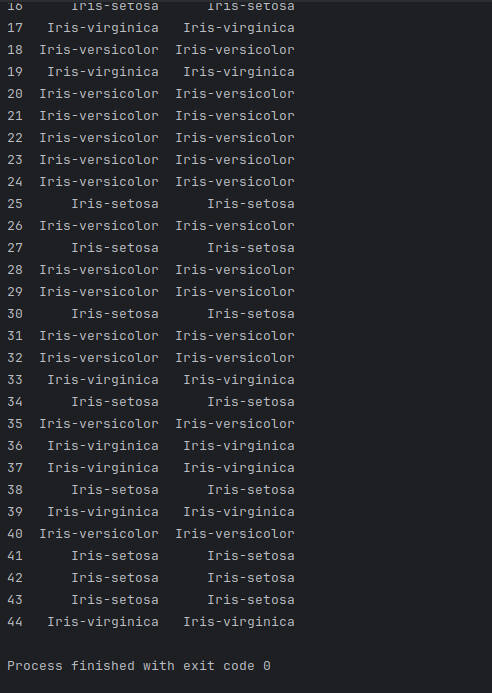 16      Iris-setosa      Iris-setosa
17   Iris-virginica   Iris-virginica
18  Iris-versicolor  Iris-versicolor
19   Iris-virginica   Iris-virginica
20  Iris-versicolor  Iris-versicolor
21  Iris-versicolor  Iris-versicolor
22  Iris-versicolor  Iris-versicolor
23  Iris-versicolor  Iris-versicolor
24  Iris-versicolor  Iris-versicolor
25      Iris-setosa      Iris-setosa
26  Iris-versicolor  Iris-versicolor
27      Iris-setosa      Iris-setosa
28  Iris-versicolor  Iris-versicolor
29  Iris-versicolor  Iris-versicolor
30      Iris-setosa      Iris-setosa
31  Iris-versicolor  Iris-versicolor
32  Iris-versicolor  Iris-versicolor
33   Iris-virginica   Iris-virginica
34      Iris-setosa      Iris-setosa
35  Iris-versicolor  Iris-versicolor
36   Iris-virginica   Iris-virginica
37   Iris-virginica   Iris-virginica
38      Iris-setosa      Iris-setosa
39   Iris-virginica   Iris-virginica
40  Iris-versicolor  Iris-versicolor
41      Iris-setosa      Iris-setosa
42      Iris-setosa      Iris-setosa
43      Iris-setosa      Iris-setosa
44   Iris-virginica   Iris-virginica
Process finished with exit code 0